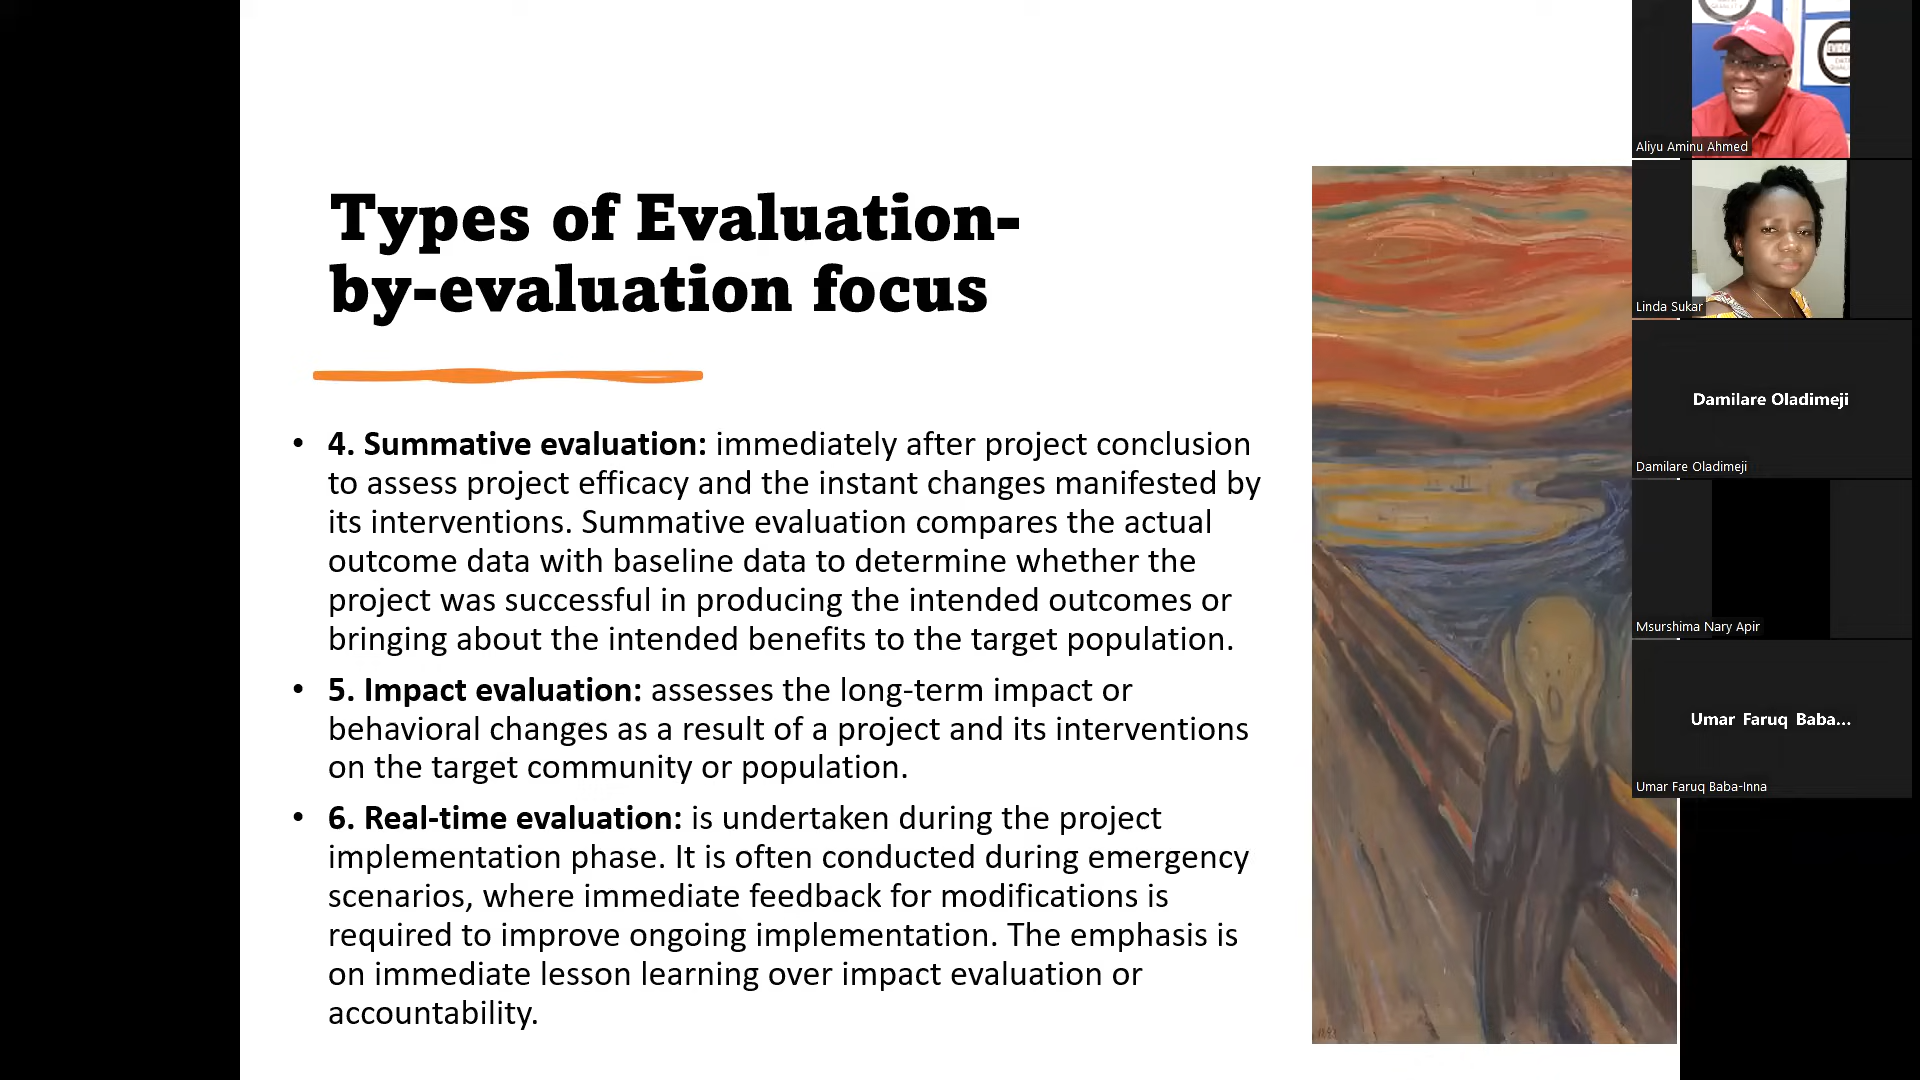 Types of Evaluation-
by-evaluation focus
• 4. Summative evaluation: immediately after project conclusion
to assess project efficacy and the instant changes manifested by
its interventions. Summative evaluation compares the actual
outcome data with baseline data to determine whether the
project was successful in producing the intended outcomes or
bringing about the intended benefits to the target population.
• 5. Impact evaluation: assesses the long-term impact or
behavioral changes as a result of a project and its interventions
on the target community or population.
• 6. Real-time evaluation: is undertaken during the project
implementation phase. It is often conducted during emergency
scenarios, where immediate feedback for modifications is
required to improve ongoing implementation. The emphasis is
on immediate lesson learning over impact evaluation or
accountability.
Aliyu Aminu Ahmed
Linda Sukar
Damilare Oladimeji
Damilare Oladimeji
Msurshima Nary Apir
Umar Faruq Baba...
Umar Faruq Baba-Inna